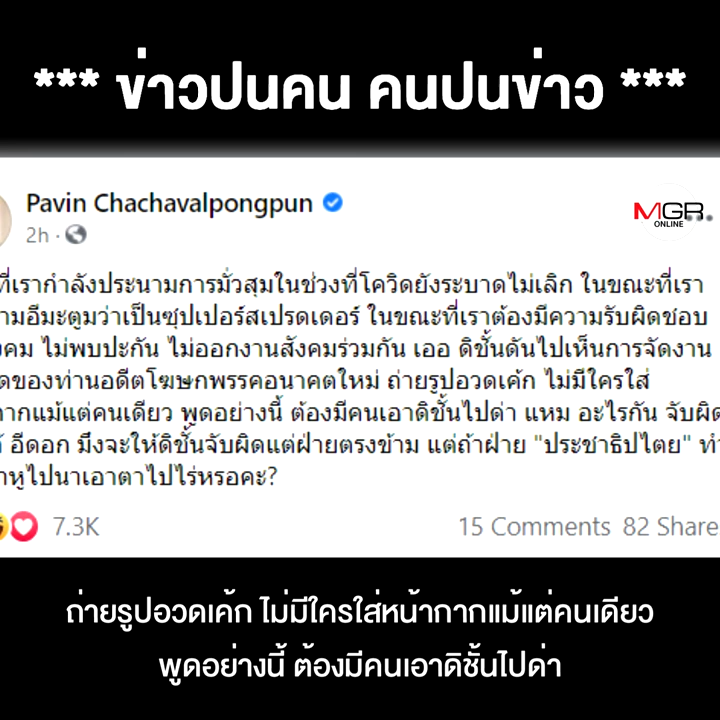 *** ข่าวปนคน คนปนข่าว ***
Pavin Chachavalpongpun
MGR
ONLINE
2h
ที่เรากำลังประนามการมั่วสุมในช่วงที่โควิดยังระบาดไม่เลิก ในขณะที่เรา
ามอีมะตูมว่าเป็นซุปเปอร์สเปรดเดอร์ ในขณะที่เราต้องมีความรับผิดชอบ
งคม ไม่พบปะกัน ไม่ออกงานสังคมร่วมกัน เออ ดิชั้นดันไปเห็นการจัดงาน
ดของท่านอดีตโฆษกพรรคอนาคตใหม่ ถ่ายรูปอวดเค้ก ไม่มีใครใส่
ากากแม้แต่คนเดียว พูดอย่างนี้ ต้องมีคนเอาดิชั้นไปด่า แหม อะไรกัน จับผิด
อีดอก มึงจะให้ดิชั้นจับผิดแต่ฝ่ายตรงข้าม แต่ถ้าฝ่าย "ประชาธิปไตย" ทำ
าหูไปนาเอาตาไปไร่หรอคะ?
7.3K
15 Comments 82 Share
ถ่ายรูปอวดเค้ก ไม่มีใครใส่หน้ากากแม้แต่คนเดียว
พูดอย่างนี้ ต้องมีคนเอาดิชั้นไปด่า